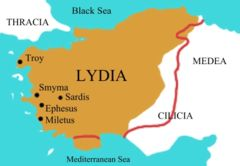 Black Sea
THRACIA
Troy
MEDEA
LYDIA
Smyrna
Sardis
Ephesus
Miletus
CILICIA
Mediterranean Sea